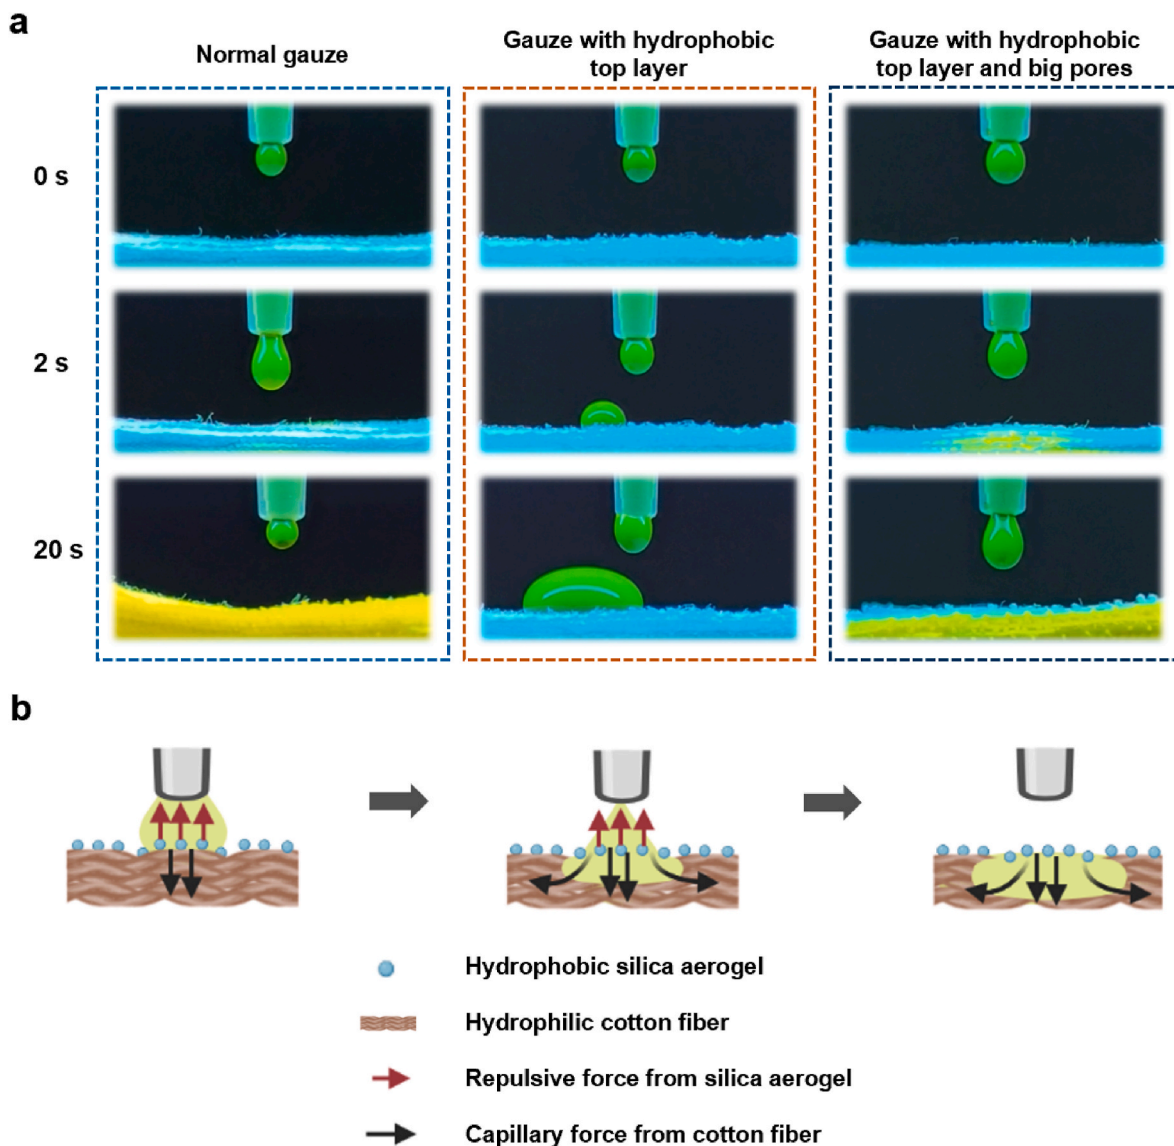 a
Normal gauze
Gauze with hydrophobic
top layer
Gauze with hydrophobic
top layer and big pores
0 s
2 s
20 s
b
Hydrophobic silica aerogel
Hydrophilic cotton fiber
Repulsive force from silica aerogel
Capillary force from cotton fiber